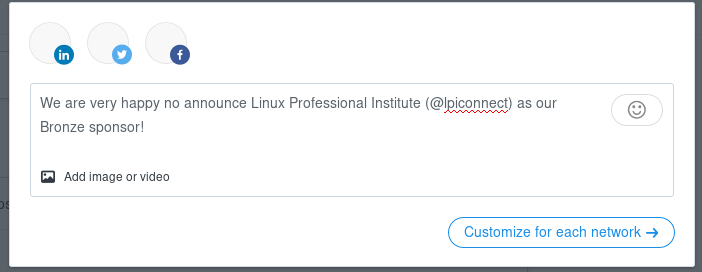 in
f
We are very happy no announce Linux Professional Institute (@lpiconnect) as our
Bronze sponsor!
Add image or video
Customize for each network